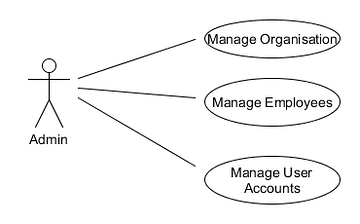 Manage Organisation
Manage Employees
Admin
Manage User
Accounts